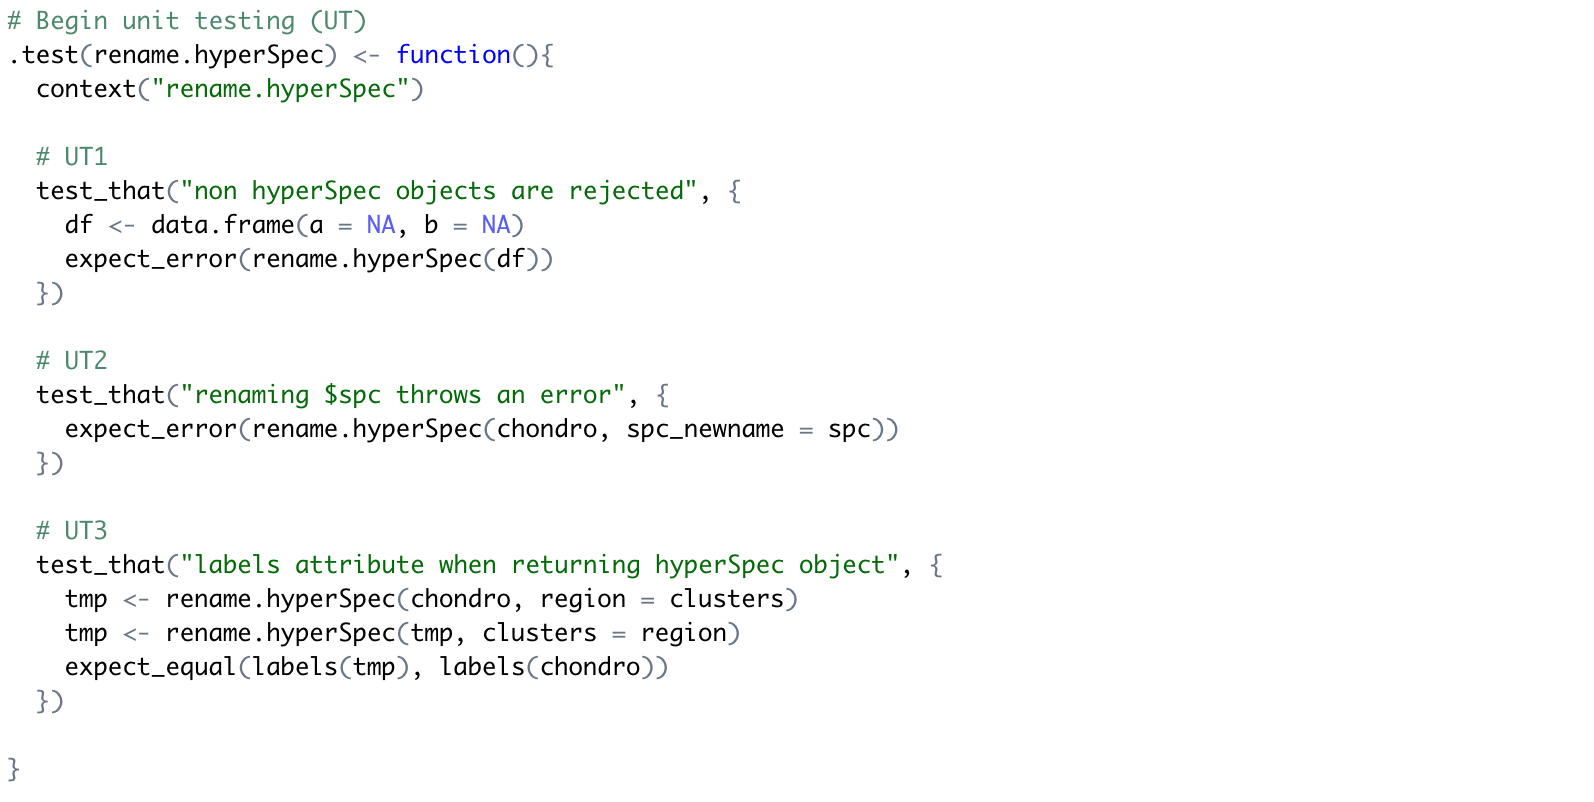 # Begin unit testing (UT)
.test(rename.hyperSpec) <- function(){
  context("rename.hyperSpec")

  # UT1
  test_that("non hyperSpec objects are rejected", {
    df <- data.frame(a = NA, b = NA)
    expect_error(rename.hyperSpec(df))
  })

  # UT2
  test_that("renaming $spc throws an error", {
    expect_error(rename.hyperSpec(chondro, spc_newname = spc))
  })

  # UT3
  test_that("labels attribute when returning hyperSpec object", {
    tmp <- rename.hyperSpec(chondro, region = clusters)
    tmp <- rename.hyperSpec(tmp, clusters = region)
    expect_equal(labels(tmp), labels(chondro))
  })

}